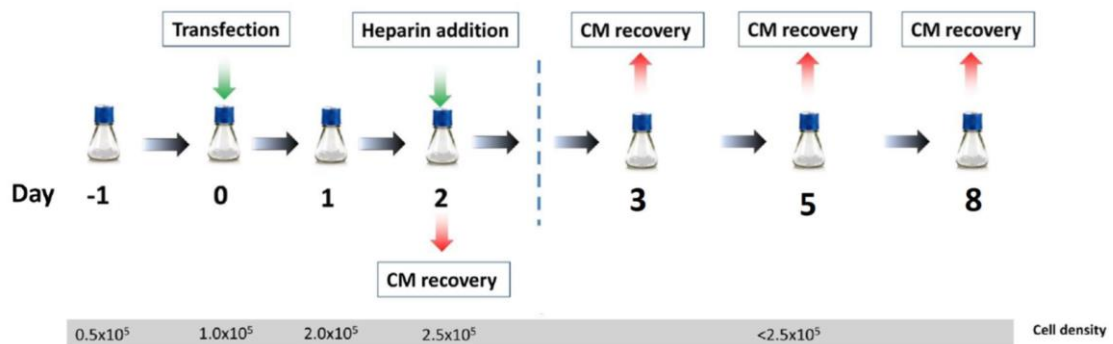 Transfection
Heparin addition
CM recovery
CM recovery
CM recovery
Day -1 0 1 2 3 5 8
CM recovery
0.5x10⁵ 1.0x10⁵ 2.0x10⁵ 2.5x10⁵ <2.5x10⁵ Cell density